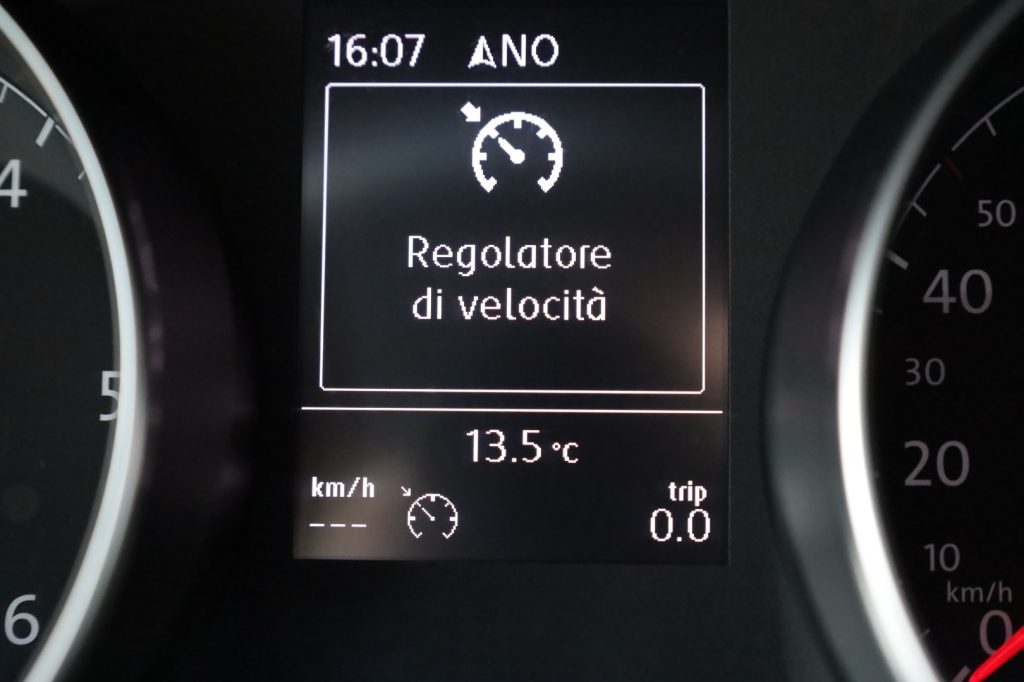 16:07 NO
Regolatore
di velocità
13.5 °C
km/h
---
trip
0.0
4
5
6
50
40
30
20
10
km/h
0